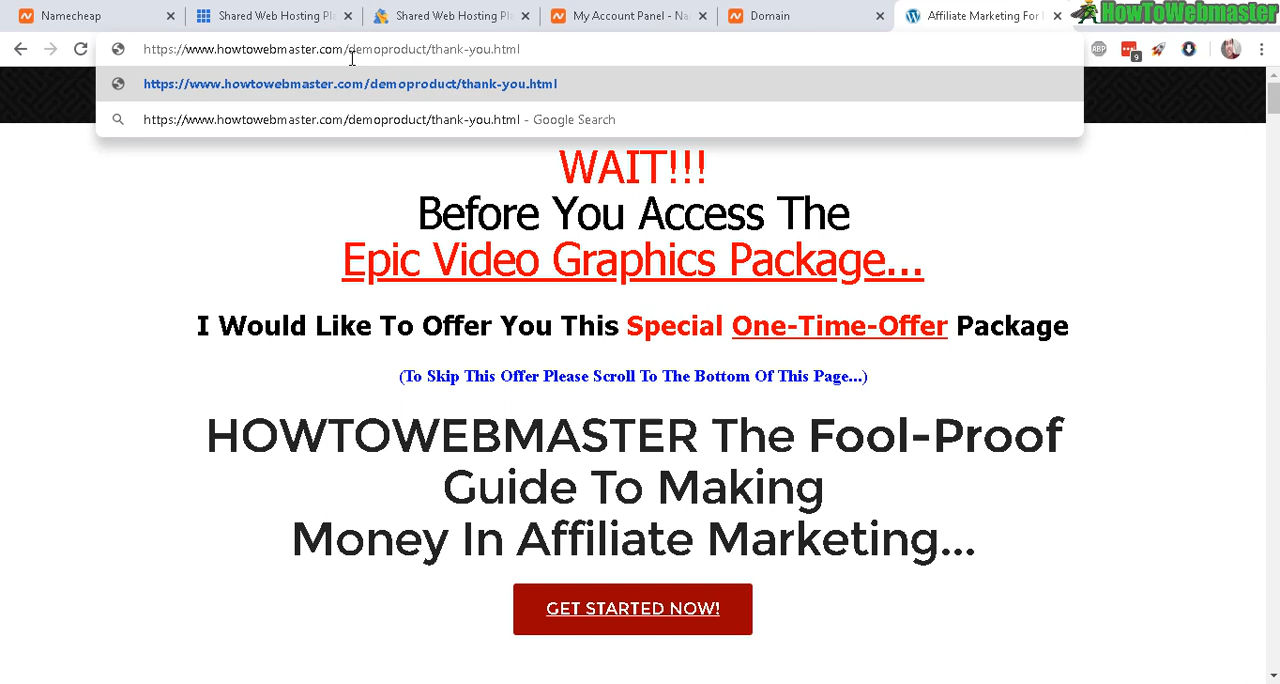 Namecheap
Shared Web Hosting Pl
Shared Web Hosting Pl
My Account Panel - Na
Domain
Affiliate Marketing For
HowToWebmaster
https://www.howtowebmaster.com/demoproduct/thank-you.html
ABP
9
https://www.howtowebmaster.com/demoproduct/thank-you.html
https://www.howtowebmaster.com/demoproduct/thank-you.html - Google Search
WAIT!!!
Before You Access The
Epic Video Graphics Package...
I Would Like To Offer You This Special One-Time-Offer Package
(To Skip This Offer Please Scroll To The Bottom Of This Page...)
HOWTOWEBMASTER The Fool-Proof
Guide To Making
Money In Affiliate Marketing...
GET STARTED NOW!